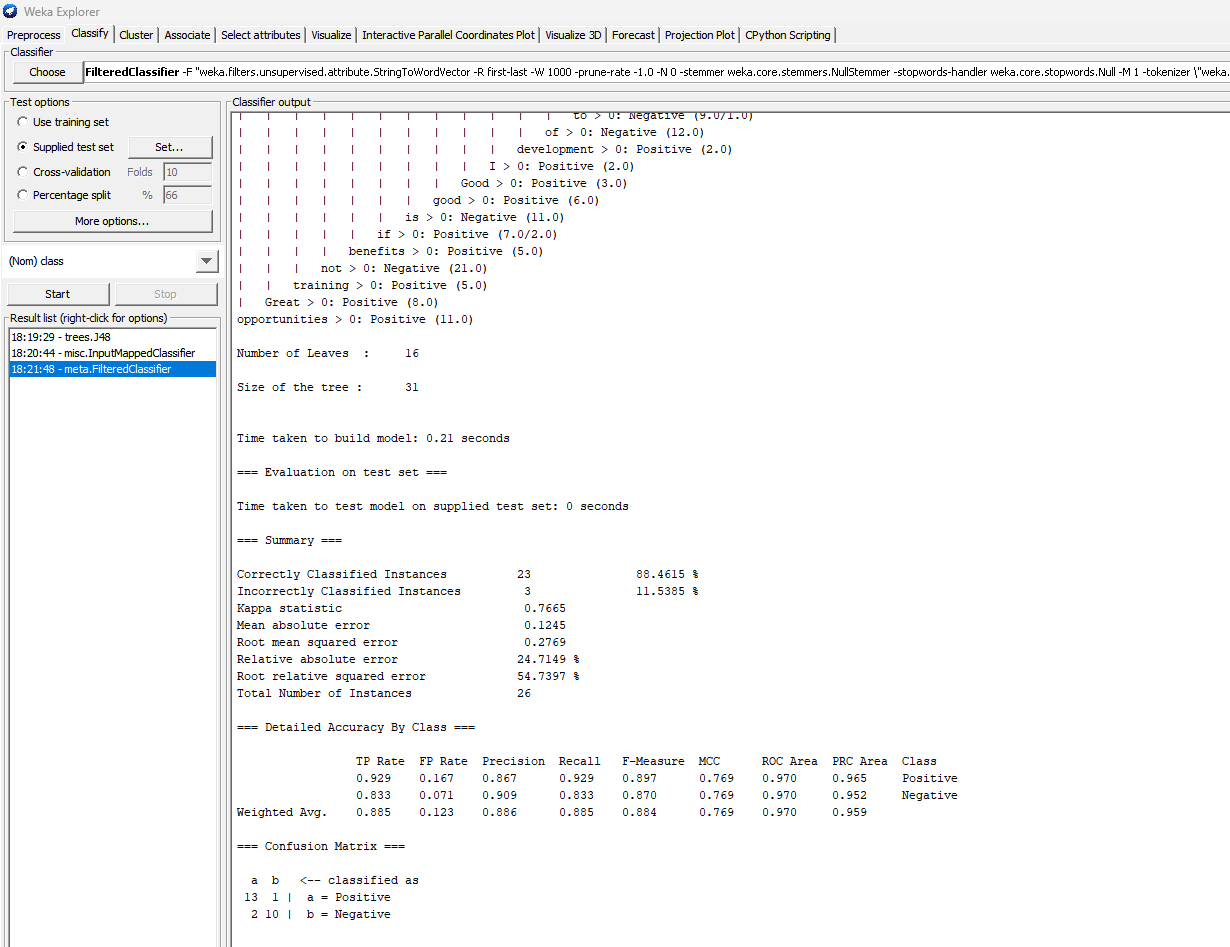 Weka Explorer
Preprocess Classify Cluster Associate Select attributes Visualize Interactive Parallel Coordinates Plot Visualize 3D Forecast Projection Plot CPython Scripting
Classifier
Choose FilteredClassifier -F "weka.filters.unsupervised.attribute.StringToWordVector -R first-last -W 1000 -prune-rate -1.0 -N 0 -stemmer weka.core.stemmers.NullStemmer -stopwords-handler weka.core.stopwords.Null -M 1 -tokenizer \"weka.
Test options
Use training set
Supplied test set Set...
Cross-validation Folds 10
Percentage split % 66
More options...
(Nom) class
Start Stop
Result list (right-click for options)
18:19:29 - trees.J48
18:20:44 - misc.InputMappedClassifier
18:21:48 - meta.FilteredClassifier
Classifier output
| | | | | | | | | | | to > 0: Negative (9.0/1.0)
| | | | | | | | | | of > 0: Negative (12.0)
| | | | | | | | | development > 0: Positive (2.0)
| | | | | | | | I > 0: Positive (2.0)
| | | | | | | Good > 0: Positive (3.0)
| | | | | | good > 0: Positive (6.0)
| | | | | is > 0: Negative (11.0)
| | | | if > 0: Positive (7.0/2.0)
| | | | benefits > 0: Positive (5.0)
| | | not > 0: Negative (21.0)
| | training > 0: Positive (5.0)
| Great > 0: Positive (8.0)
opportunities > 0: Positive (11.0)
Number of Leaves : 16
Size of the tree : 31
Time taken to build model: 0.21 seconds
=== Evaluation on test set ===
Time taken to test model on supplied test set: 0 seconds
=== Summary ===
Correctly Classified Instances 23 88.4615 %
Incorrectly Classified Instances 3 11.5385 %
Kappa statistic 0.7665
Mean absolute error 0.1245
Root mean squared error 0.2769
Relative absolute error 24.7149 %
Root relative squared error 54.7397 %
Total Number of Instances 26
=== Detailed Accuracy By Class ===
TP Rate FP Rate Precision Recall F-Measure MCC ROC Area PRC Area Class
0.929 0.167 0.867 0.929 0.897 0.769 0.970 0.965 Positive
0.833 0.071 0.909 0.833 0.870 0.769 0.970 0.952 Negative
Weighted Avg. 0.885 0.123 0.886 0.885 0.884 0.769 0.970 0.959
=== Confusion Matrix ===
a b <-- classified as
13 1 | a = Positive
2 10 | b = Negative